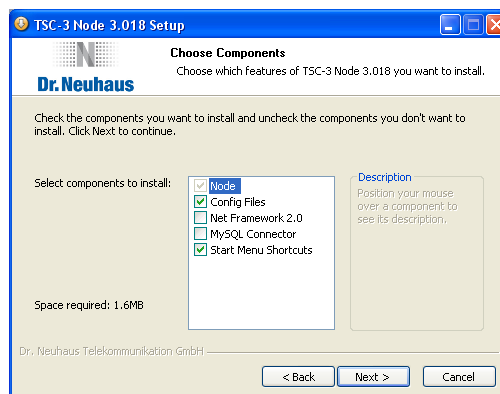 TSC-3 Node 3.018 Setup
N
Dr. Neuhaus
Choose Components
Choose which features of TSC-3 Node 3.018 you want to install.
Check the components you want to install and uncheck the components you don't want to
install. Click Next to continue.
Select components to install:
Node
Config Files
Net Framework 2.0
MySQL Connector
Start Menu Shortcuts
Description
Position your mouse
over a component to
see its description.
Space required: 1.6MB
Dr. Neuhaus Telekommunikation GmbH
< Back
Next >
Cancel